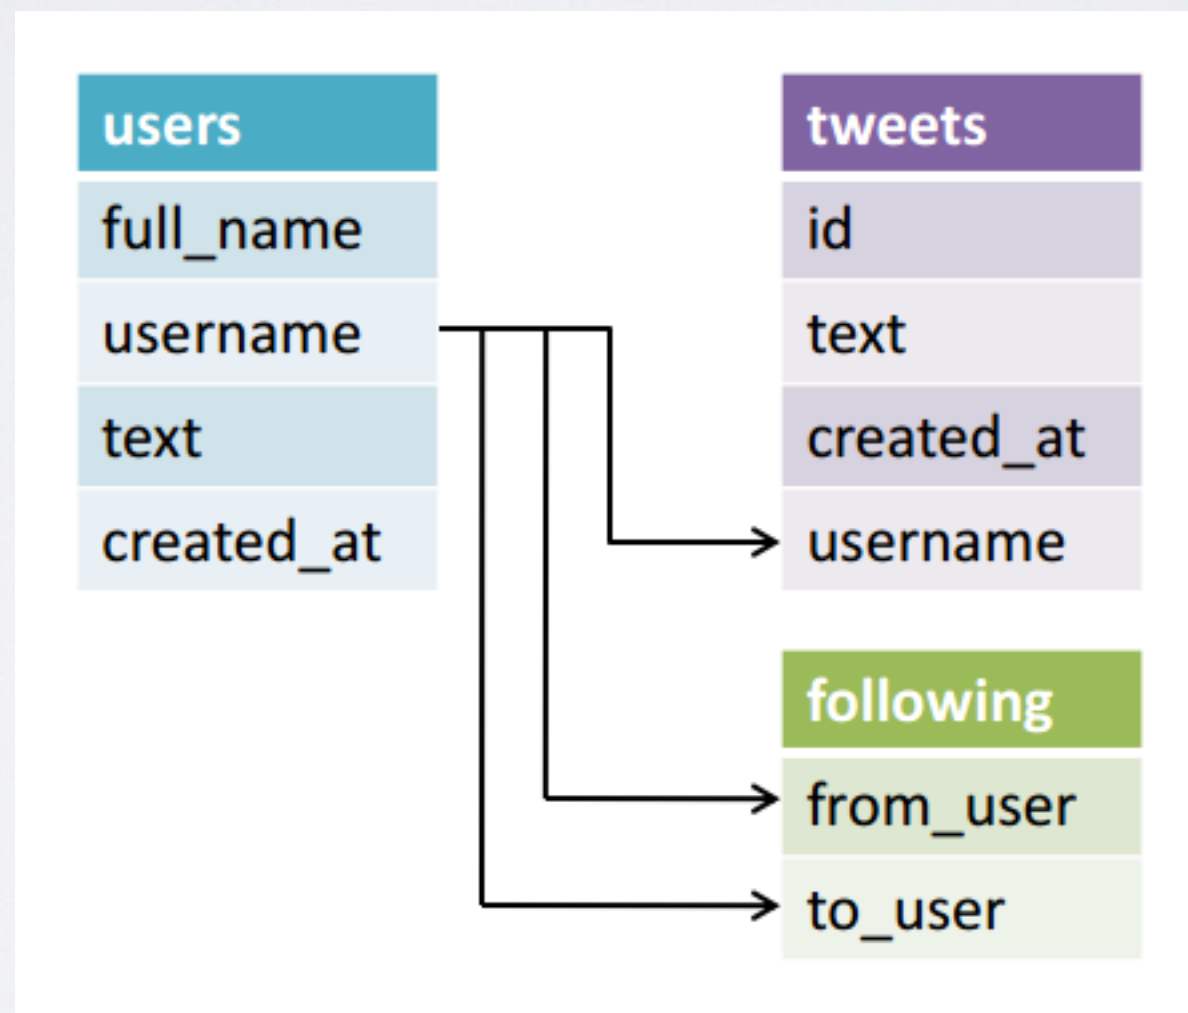 users
full_name
username
text
created_at
tweets
id
text
created_at
username
following
from_user
to_user